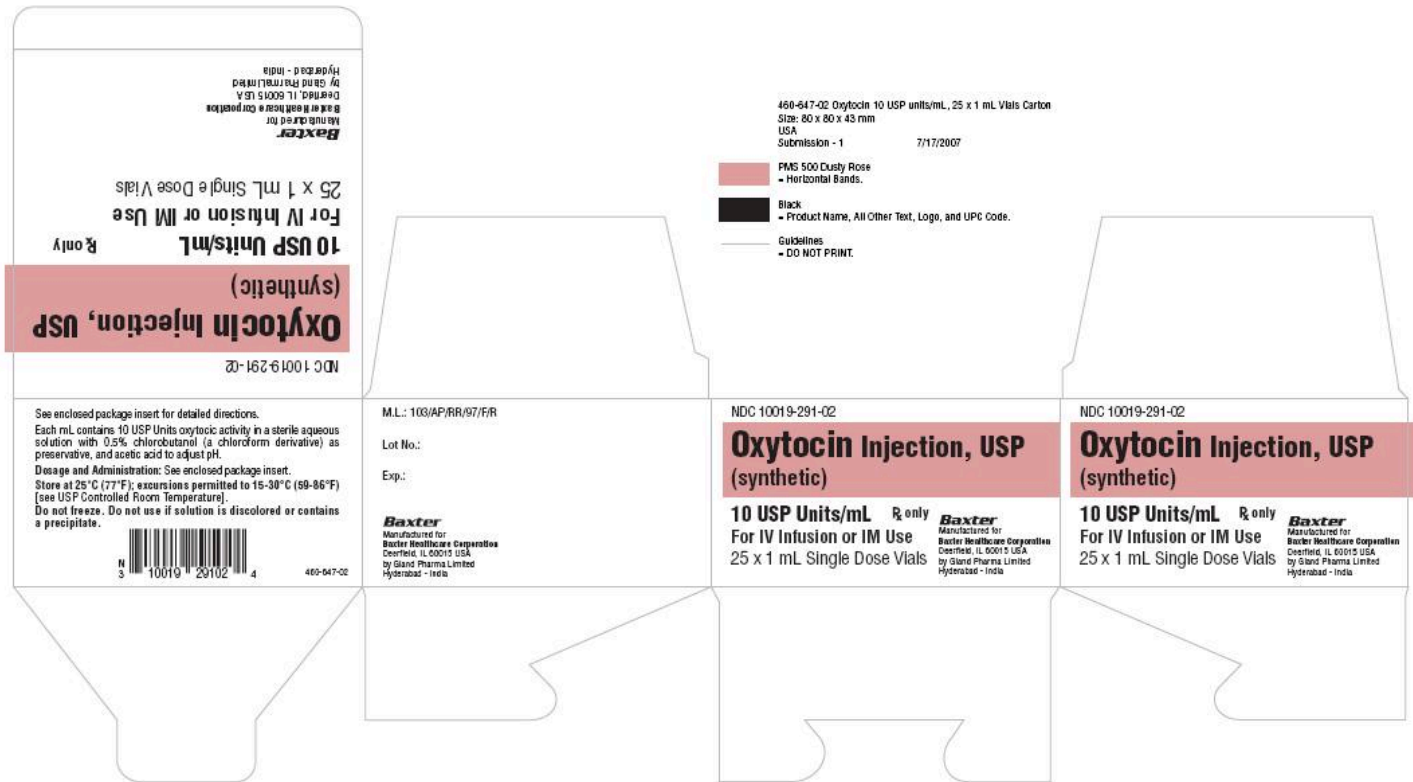 NDC 10019-291-02
Oxytocin Injection, USP
(synthetic)
10 USP Units/mL ℞ only
For IV Infusion or IM Use
25 x 1 mL Single Dose Vials
Baxter
Manufactured for
Baxter Healthcare Corporation
Deerfield, IL 60015 USA
by Gland Pharma Limited
Hyderabad - India
460-647-02 Oxytocin 10 USP units/mL, 25 x 1 mL Vials Carton
Size: 80 x 80 x 43 mm
USA
Submission - 1 7/17/2007
PMS 500 Dusty Rose
= Horizontal Bands.
Black
= Product Name, All Other Text, Logo, and UPC Code.
Guidelines
= DO NOT PRINT.
See enclosed package insert for detailed directions.
Each mL contains 10 USP Units oxytocic activity in a sterile aqueous
solution with 0.5% chlorobutanol (a chloroform derivative) as
preservative, and acetic acid to adjust pH.
Dosage and Administration: See enclosed package insert.
Store at 25°C (77°F); excursions permitted to 15-30°C (59-86°F)
[see USP Controlled Room Temperature].
Do not freeze. Do not use if solution is discolored or contains
a precipitate.
N
3 10019 29102 4
460-647-02
M.L.: 103/AP/RR/97/F/R
Lot No.:
Exp.:
Baxter
Manufactured for
Baxter Healthcare Corporation
Deerfield, IL 60015 USA
by Gland Pharma Limited
Hyderabad - India
NDC 10019-291-02
Oxytocin Injection, USP
(synthetic)
10 USP Units/mL ℞ only
For IV Infusion or IM Use
25 x 1 mL Single Dose Vials
Baxter
Manufactured for
Baxter Healthcare Corporation
Deerfield, IL 60015 USA
by Gland Pharma Limited
Hyderabad - India
NDC 10019-291-02
Oxytocin Injection, USP
(synthetic)
10 USP Units/mL ℞ only
For IV Infusion or IM Use
25 x 1 mL Single Dose Vials
Baxter
Manufactured for
Baxter Healthcare Corporation
Deerfield, IL 60015 USA
by Gland Pharma Limited
Hyderabad - India